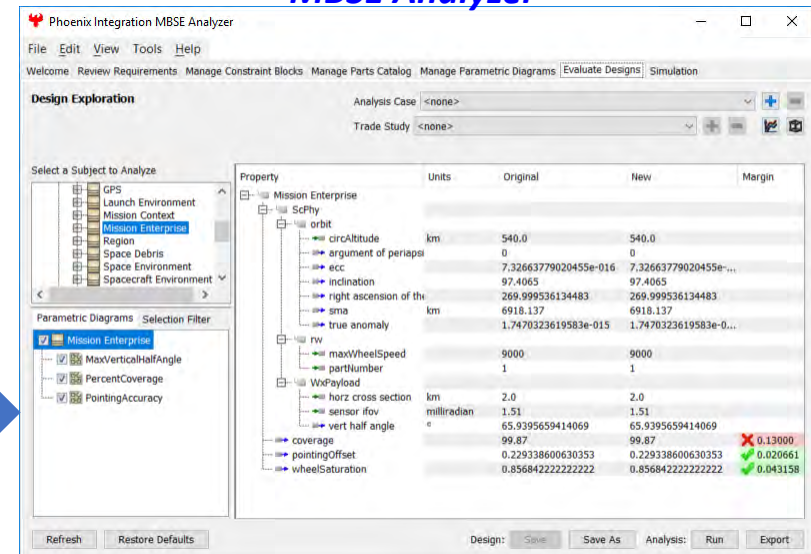 MBSE Analyzer
Phoenix Integration MBSE Analyzer
File Edit View Tools Help
Welcome Review Requirements Manage Constraint Blocks Manage Parts Catalog Manage Parametric Diagrams Evaluate Designs Simulation
Design Exploration
Analysis Case <none>
Trade Study <none>
Select a Subject to Analyze
GPS
Launch Environment
Mission Context
Mission Enterprise
Region
Space Debris
Space Environment
Spacecraft Environment
Parametric Diagrams Selection Filter
Mission Enterprise
MaxVerticalHalfAngle
PercentCoverage
PointingAccuracy
Property Units Original New Margin
Mission Enterprise
ScPhy
orbit
circAltitude km 540.0 540.0
argument of periapsi 0 0
ecc 7.32663779020455e-016 7.32663779020455e-...
inclination 97.4065 97.4065
right ascension of the 269.999536134483 269.999536134483
sma km 6918.137 6918.137
true anomaly 1.7470323619583e-015 1.7470323619583e-0...
rw
maxWheelSpeed 9000 9000
partNumber 1 1
WxPayload
horz cross section km 2.0 2.0
sensor ifov milliradian 1.51 1.51
vert half angle ° 65.9395659414069 65.9395659414069
coverage 99.87 99.87 0.13000
pointingOffset 0.229338600630353 0.229338600630353 0.020661
wheelSaturation 0.856842222222222 0.856842222222222 0.043158
Refresh Restore Defaults Design: Save Save As Analysis: Run Export